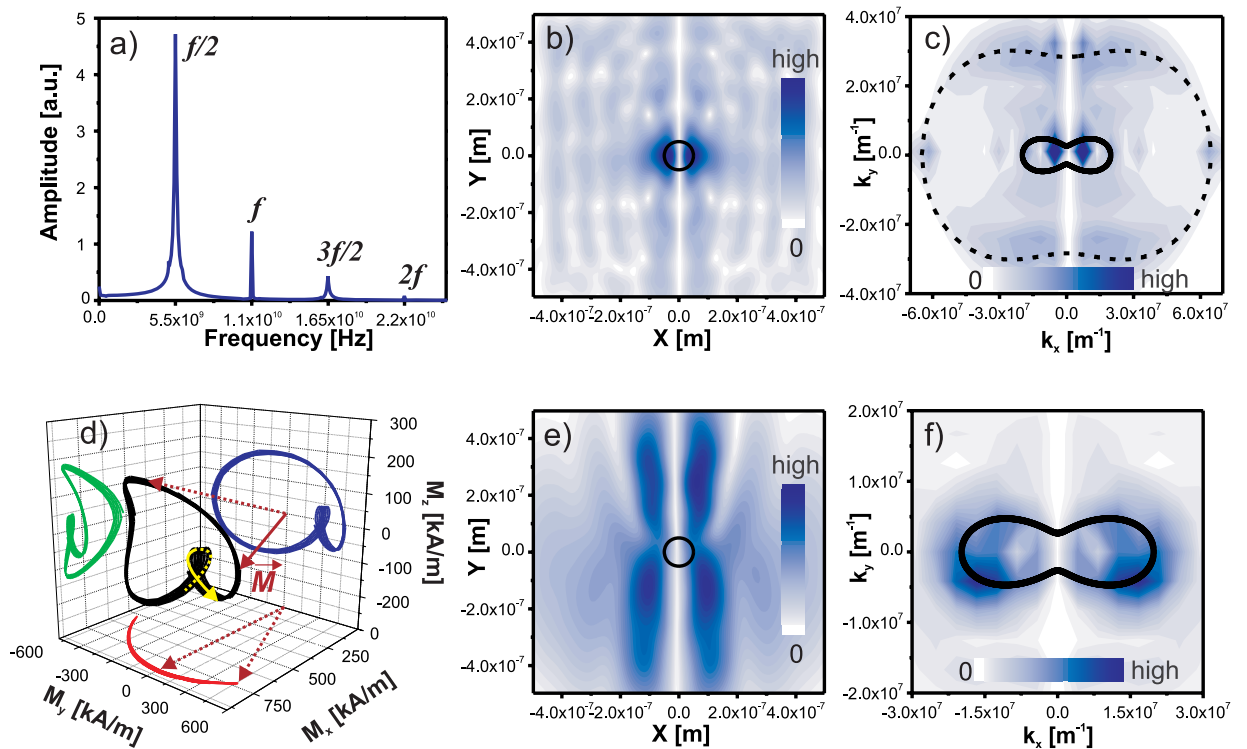 a)
f/2
f
3f/2
2f
5
4
3
2
1
0
0.0
5.5x10⁹
1.1x10¹⁰
1.65x10¹⁰
2.2x10¹⁰
Amplitude [a.u.]
Frequency [Hz]
b)
high
0
4.0x10⁻⁷
2.0x10⁻⁷
0.0
-2.0x10⁻⁷
-4.0x10⁻⁷
Y [m]
-4.0x10⁻⁷
-2.0x10⁻⁷
0.0
2.0x10⁻⁷
4.0x10⁻⁷
X [m]
c)
4.0x10⁷
2.0x10⁷
0.0
-2.0x10⁷
-4.0x10⁷
k_y [m⁻¹]
0
high
-6.0x10⁷
-3.0x10⁷
0.0
3.0x10⁷
6.0x10⁷
k_x [m⁻¹]
d)
300
200
100
0
-100
-200
M_z [kA/m]
M
-600
-300
0
300
600
M_y [kA/m]
750
500
250
0
M_x [kA/m]
e)
high
0
4.0x10⁻⁷
2.0x10⁻⁷
0.0
-2.0x10⁻⁷
-4.0x10⁻⁷
Y [m]
-4.0x10⁻⁷
-2.0x10⁻⁷
0.0
2.0x10⁻⁷
4.0x10⁻⁷
X [m]
f)
2.0x10⁷
1.0x10⁷
0.0
-1.0x10⁷
-2.0x10⁷
k_y [m⁻¹]
0
high
-3.0x10⁷
-1.5x10⁷
0.0
1.5x10⁷
3.0x10⁷
k_x [m⁻¹]